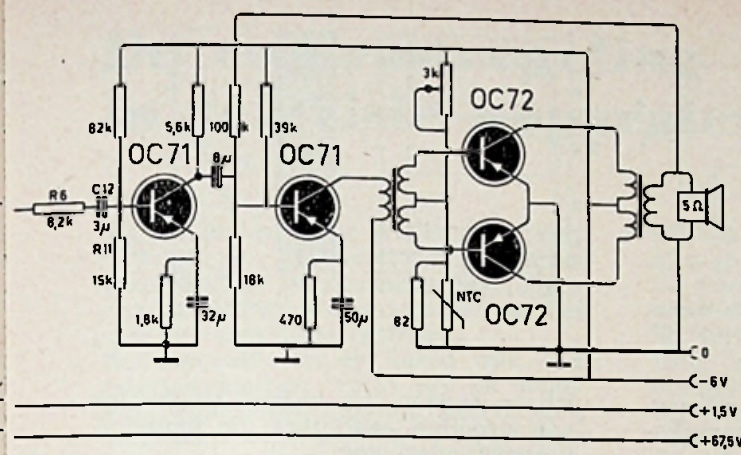 3k
OC72
82k
5,6k
100k
39k
OC71
8µ
OC71
R6
8,2k
C12
3µ
5Ω
R11
15k
18k
1,8k
32µ
470
50µ
82
NTC
OC72
0
-6V
+1,5V
+67,5V